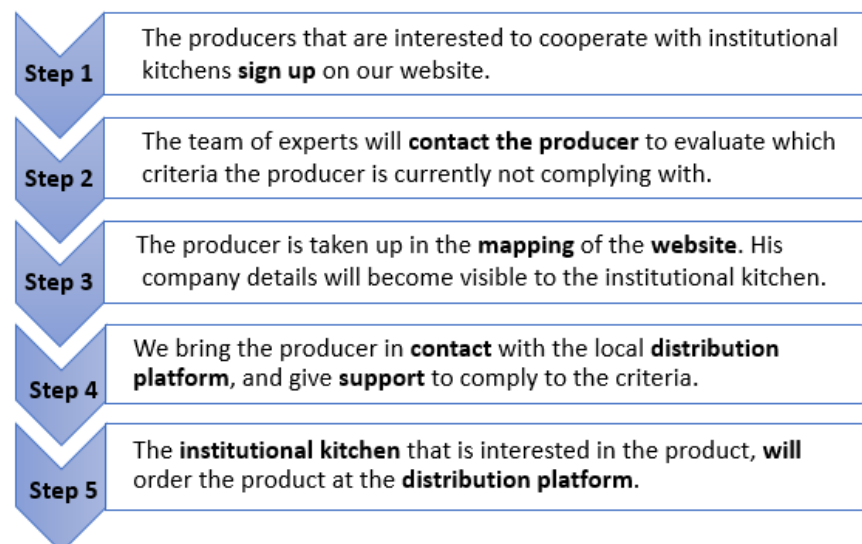 Step 1
The producers that are interested to cooperate with institutional
kitchens sign up on our website.
Step 2
The team of experts will contact the producer to evaluate which
criteria the producer is currently not complying with.
Step 3
The producer is taken up in the mapping of the website. His
company details will become visible to the institutional kitchen.
Step 4
We bring the producer in contact with the local distribution
platform, and give support to comply to the criteria.
Step 5
The institutional kitchen that is interested in the product, will
order the product at the distribution platform.